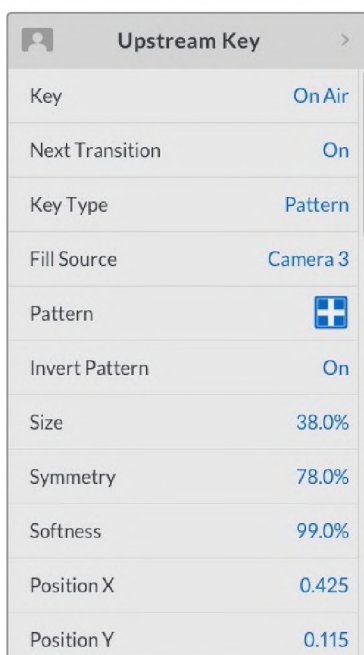 Upstream Key
Key On Air
Next Transition On
Key Type Pattern
Fill Source Camera 3
Pattern
Invert Pattern On
Size 38.0%
Symmetry 78.0%
Softness 99.0%
Position X 0.425
Position Y 0.115